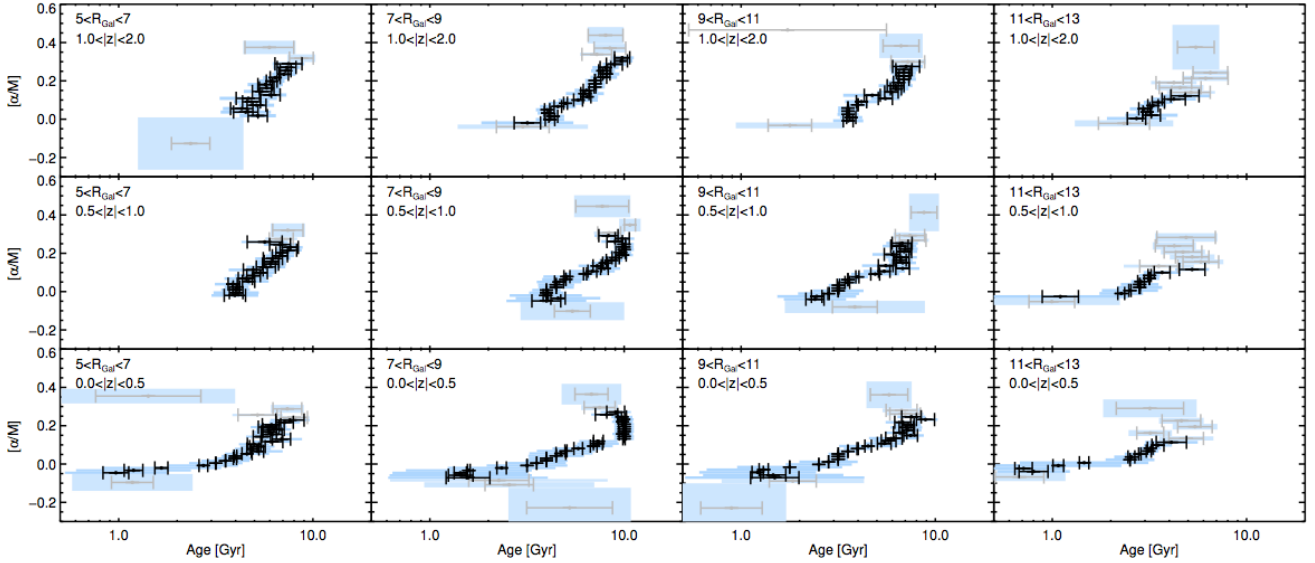 0.6
0.4
0.2
0.0
−0.2
[α/M]
5<R_Gal<7
1.0<|z|<2.0
7<R_Gal<9
1.0<|z|<2.0
9<R_Gal<11
1.0<|z|<2.0
11<R_Gal<13
1.0<|z|<2.0
0.6
0.4
0.2
0.0
−0.2
[α/M]
5<R_Gal<7
0.5<|z|<1.0
7<R_Gal<9
0.5<|z|<1.0
9<R_Gal<11
0.5<|z|<1.0
11<R_Gal<13
0.5<|z|<1.0
0.6
0.4
0.2
0.0
−0.2
[α/M]
5<R_Gal<7
0.0<|z|<0.5
7<R_Gal<9
0.0<|z|<0.5
9<R_Gal<11
0.0<|z|<0.5
11<R_Gal<13
0.0<|z|<0.5
1.0 10.0 1.0 10.0 1.0 10.0 1.0 10.0
Age [Gyr] Age [Gyr] Age [Gyr] Age [Gyr]